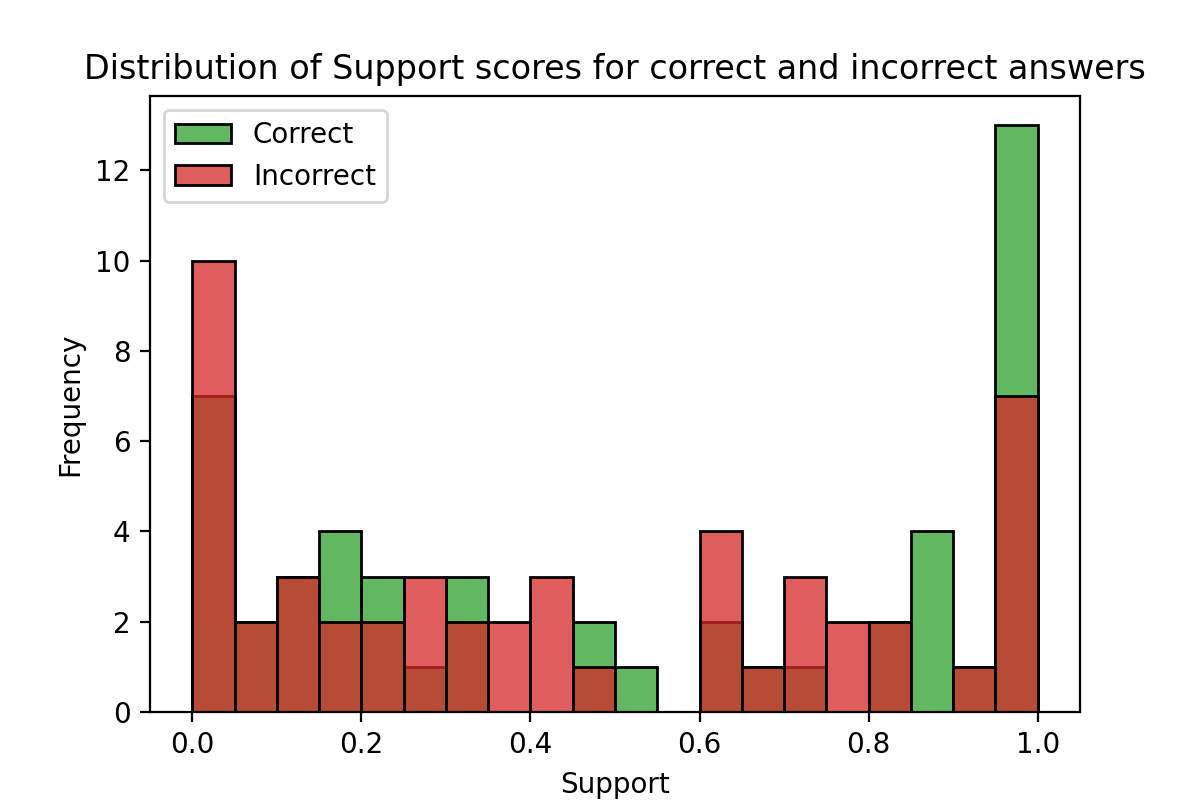 Distribution of Support scores for correct and incorrect answers
Correct
Incorrect
12
10
8
6
4
2
0
Frequency
0.0 0.2 0.4 0.6 0.8 1.0
Support